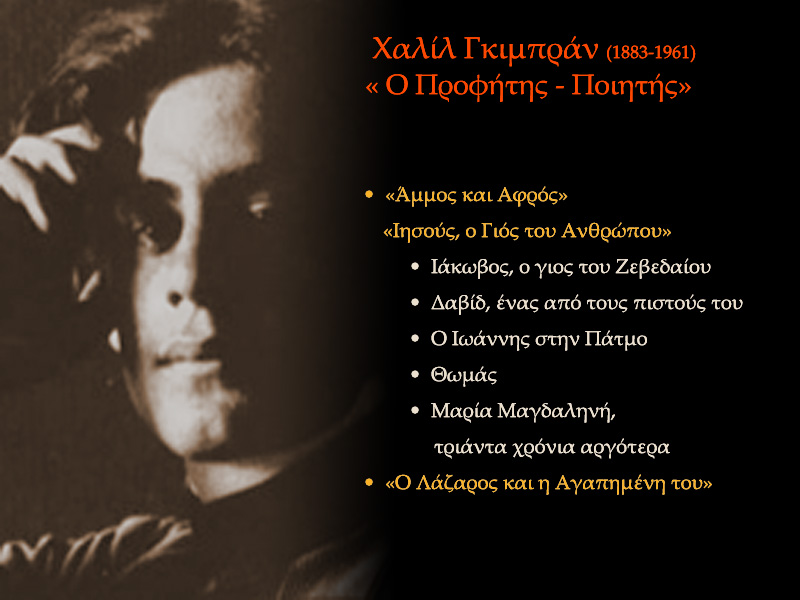 Χαλίλ Γκιμπράν (1883-1961)
« Ο Προφήτης - Ποιητής»
• «Άμμος και Αφρός»
«Ιησούς, ο Γιός του Ανθρώπου»
• Ιάκωβος, ο γιος του Ζεβεδαίου
• Δαβίδ, ένας από τους πιστούς του
• Ο Ιωάννης στην Πάτμο
• Θωμάς
• Μαρία Μαγδαληνή,
τριάντα χρόνια αργότερα
• «Ο Λάζαρος και η Αγαπημένη του»